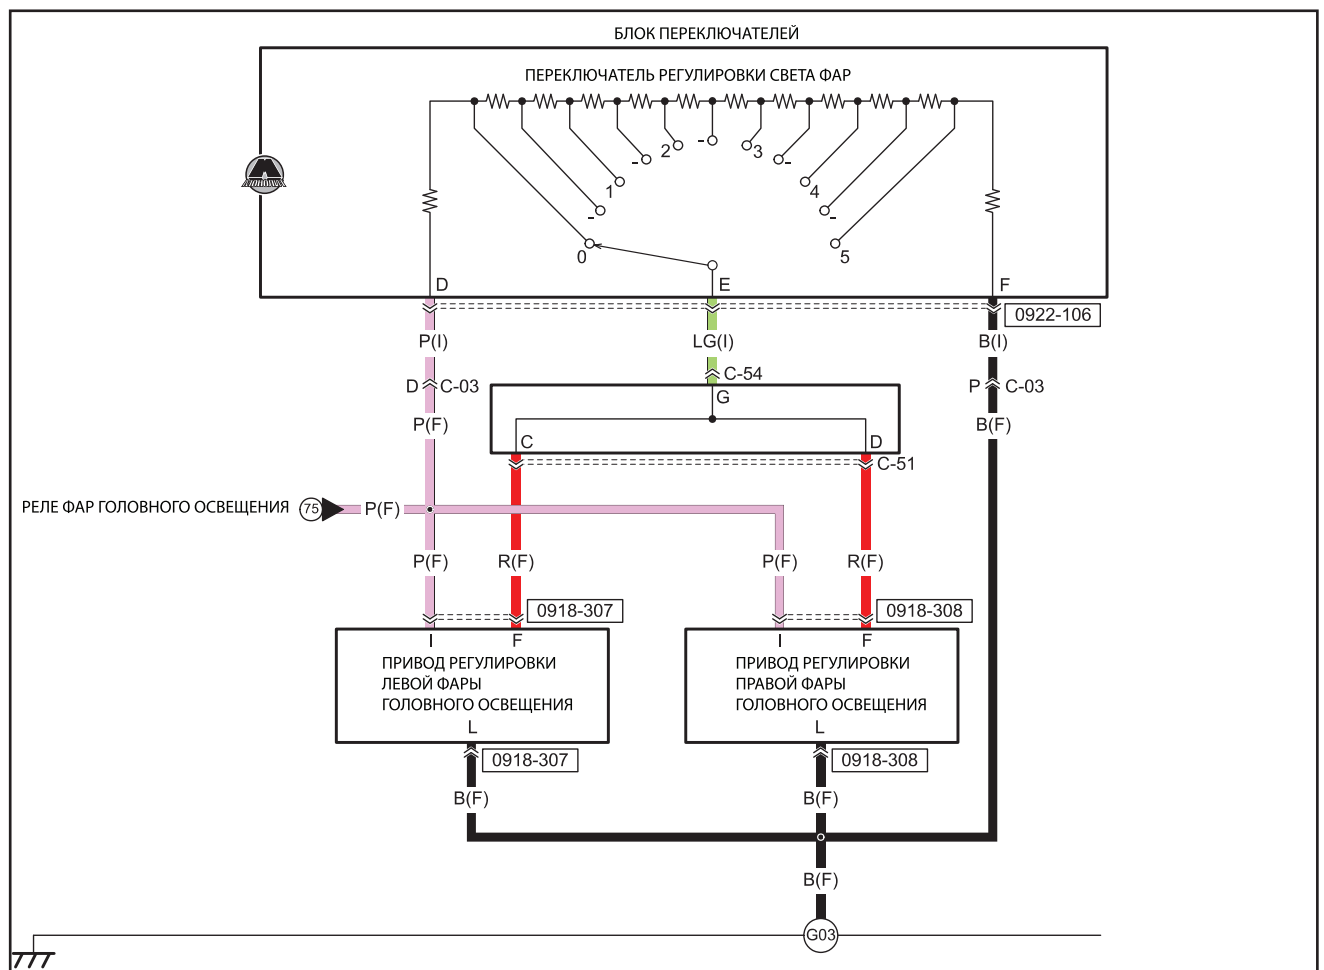 БЛОК ПЕРЕКЛЮЧАТЕЛЕЙ
ПЕРЕКЛЮЧАТЕЛЬ РЕГУЛИРОВКИ СВЕТА ФАР
0
-
1
-
2
-
3
-
4
-
5
D
E
F
0922-106
P(I)
LG(I)
B(I)
C-54
D
C-03
P
C-03
G
P(F)
B(F)
C
D
C-51
РЕЛЕ ФАР ГОЛОВНОГО ОСВЕЩЕНИЯ
75
P(F)
P(F)
R(F)
P(F)
R(F)
0918-307
0918-308
I
F
I
F
ПРИВОД РЕГУЛИРОВКИ
ЛЕВОЙ ФАРЫ
ГОЛОВНОГО ОСВЕЩЕНИЯ
L
ПРИВОД РЕГУЛИРОВКИ
ПРАВОЙ ФАРЫ
ГОЛОВНОГО ОСВЕЩЕНИЯ
L
0918-307
0918-308
B(F)
B(F)
B(F)
G03